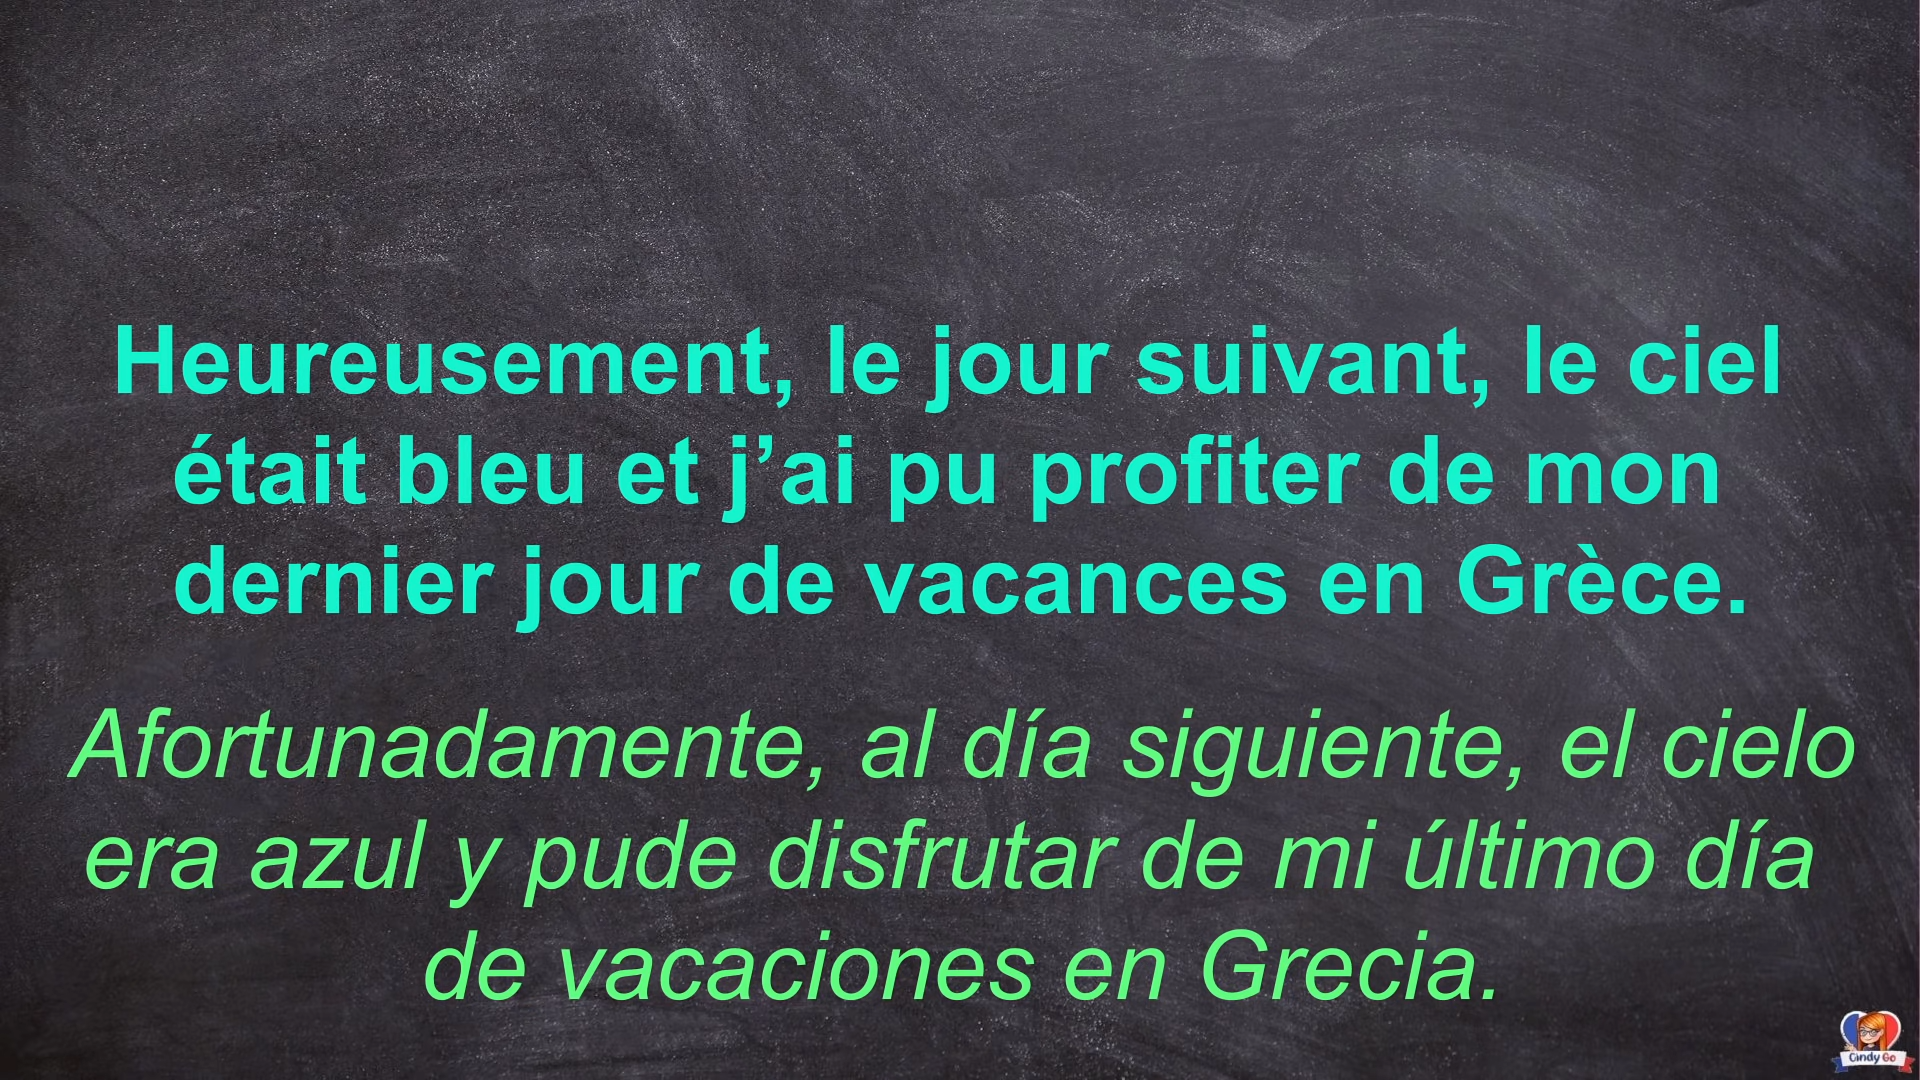 Heureusement, le jour suivant, le ciel
était bleu et j’ai pu profiter de mon
dernier jour de vacances en Grèce.
Afortunadamente, al día siguiente, el cielo
era azul y pude disfrutar de mi último día
de vacaciones en Grecia.
Cindy Go